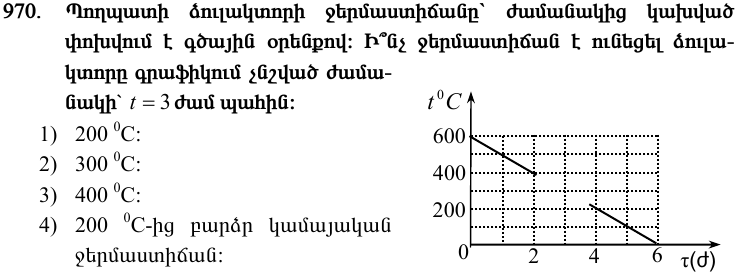 970. Պողպատի ձուլակտորի ջերմաստիճանը՝ ժամանակից կախված
փոխվում է գծային օրենքով: Ի՞նչ ջերմաստիճան է ունեցել ձուլա-
կտորը գրաֆիկում չնշված ժամա-
նակի՝ t = 3 ժամ պահին:
1) 200 ⁰C:
2) 300 ⁰C:
3) 400 ⁰C:
4) 200 ⁰C-ից բարձր կամայական
ջերմաստիճան:
t⁰C
600
400
200
0 2 4 6 τ(ժ)